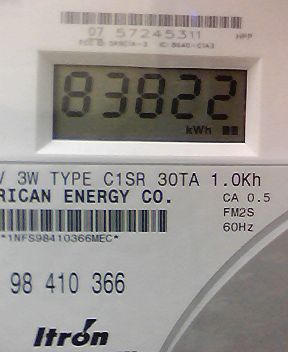 07 57245311 HPP
83822
kWh
V 3W TYPE C1SR 30TA 1.0Kh
RICAN ENERGY CO. CA 0.5
FM2S
*1NFS98410366MEC* 60Hz
98 410 366
Itron